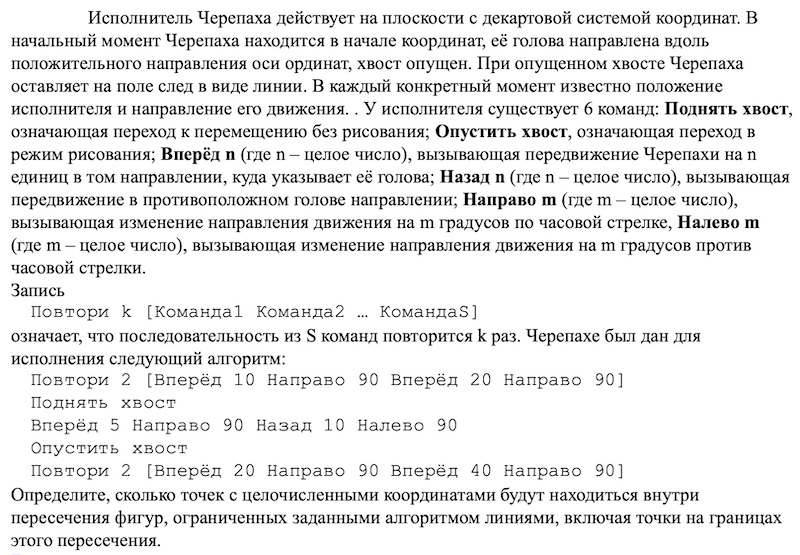 Исполнитель Черепаха действует на плоскости с декартовой системой координат. В
начальный момент Черепаха находится в начале координат, её голова направлена вдоль
положительного направления оси ординат, хвост опущен. При опущенном хвосте Черепаха
оставляет на поле след в виде линии. В каждый конкретный момент известно положение
исполнителя и направление его движения. . У исполнителя существует 6 команд: Поднять хвост,
означающая переход к перемещению без рисования; Опустить хвост, означающая переход в
режим рисования; Вперёд n (где n – целое число), вызывающая передвижение Черепахи на n
единиц в том направлении, куда указывает её голова; Назад n (где n – целое число), вызывающая
передвижение в противоположном голове направлении; Направо m (где m – целое число),
вызывающая изменение направления движения на m градусов по часовой стрелке, Налево m
(где m – целое число), вызывающая изменение направления движения на m градусов против
часовой стрелки.
Запись
Повтори k [Команда1 Команда2 … КомандаS]
означает, что последовательность из S команд повторится k раз. Черепахе был дан для
исполнения следующий алгоритм:
Повтори 2 [Вперёд 10 Направо 90 Вперёд 20 Направо 90]
Поднять хвост
Вперёд 5 Направо 90 Назад 10 Налево 90
Опустить хвост
Повтори 2 [Вперёд 20 Направо 90 Вперёд 40 Направо 90]
Определите, сколько точек с целочисленными координатами будут находиться внутри
пересечения фигур, ограниченных заданными алгоритмом линиями, включая точки на границах
этого пересечения.